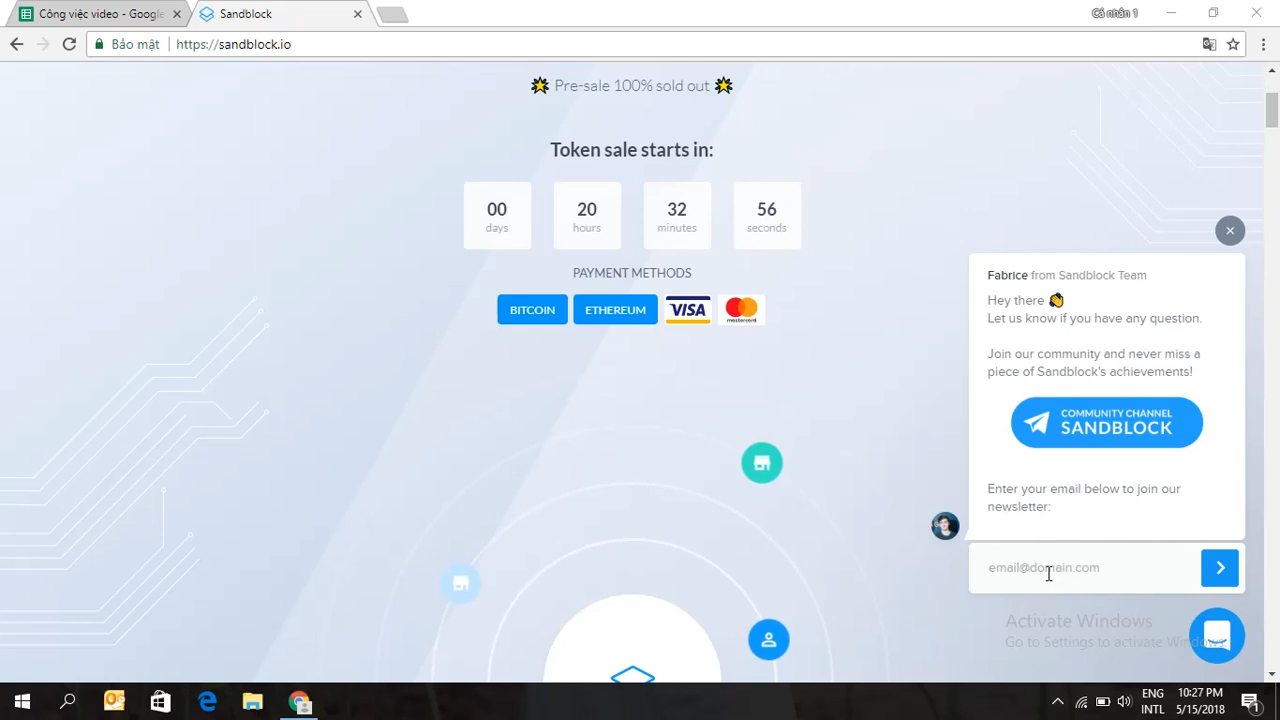 Công việc video - Google
Sandblock
Cá nhân 1
Bảo mật
https://sandblock.io
Pre-sale 100% sold out
Token sale starts in:
00
20
32
56
days
hours
minutes
seconds
PAYMENT METHODS
BITCOIN
ETHEREUM
VISA
mastercard
Fabrice from Sandblock Team
Hey there
Let us know if you have any question.
Join our community and never miss a
piece of Sandblock's achievements!
COMMUNITY CHANNEL
SANDBLOCK
Enter your email below to join our
newsletter:
email@domain.com
Activate Windows
Go to Settings to activate Windows.
ENG
INTL
10:27 PM
5/15/2018
1